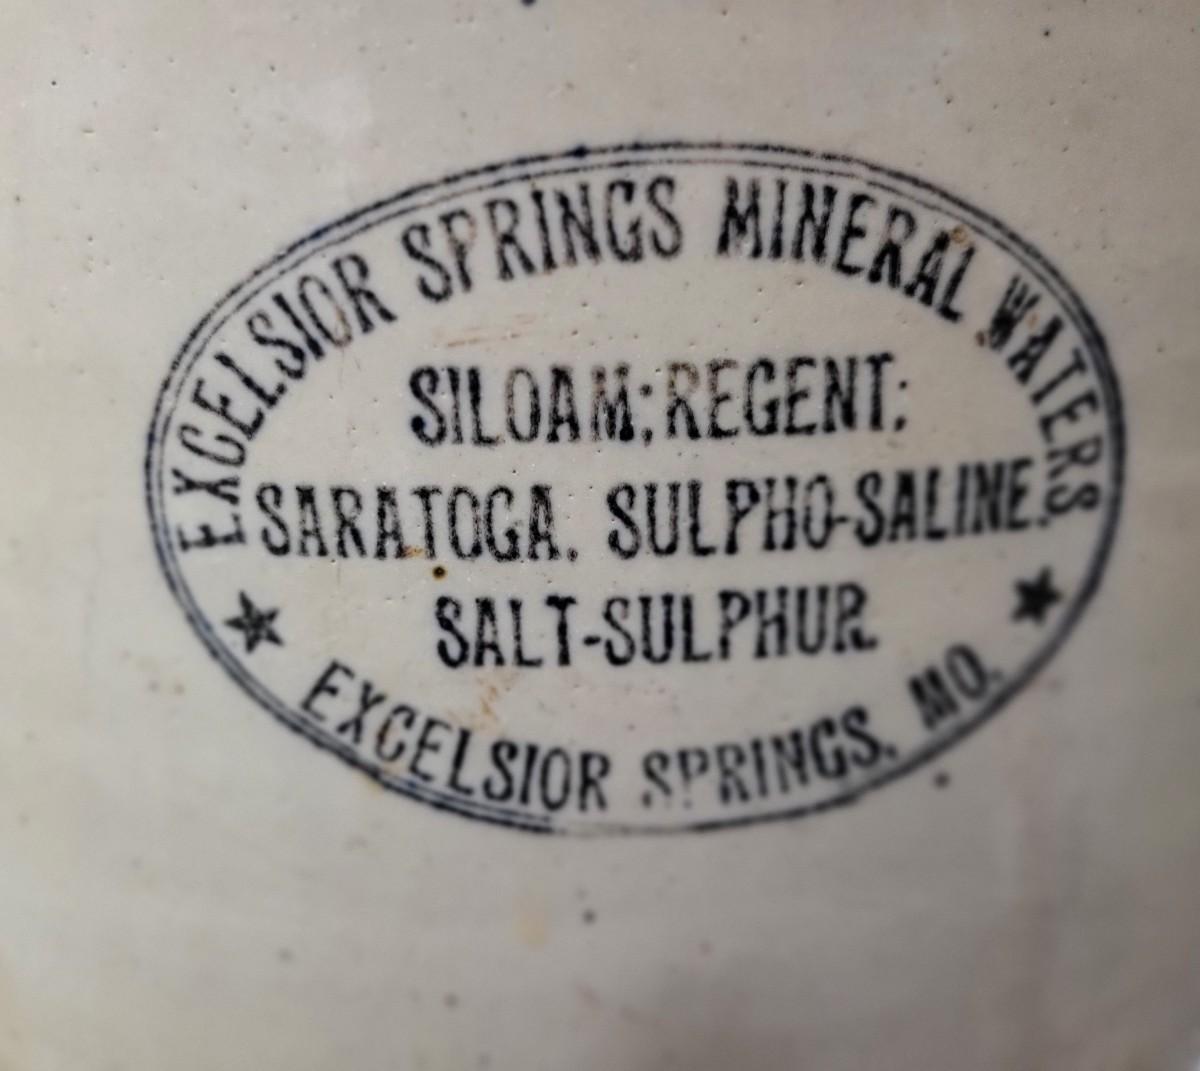 EXCELSIOR SPRINGS MINERAL WATERS
SILOAM; REGENT;
SARATOGA. SULPHO-SALINE.
SALT-SULPHUR.
EXCELSIOR SPRINGS. MO.